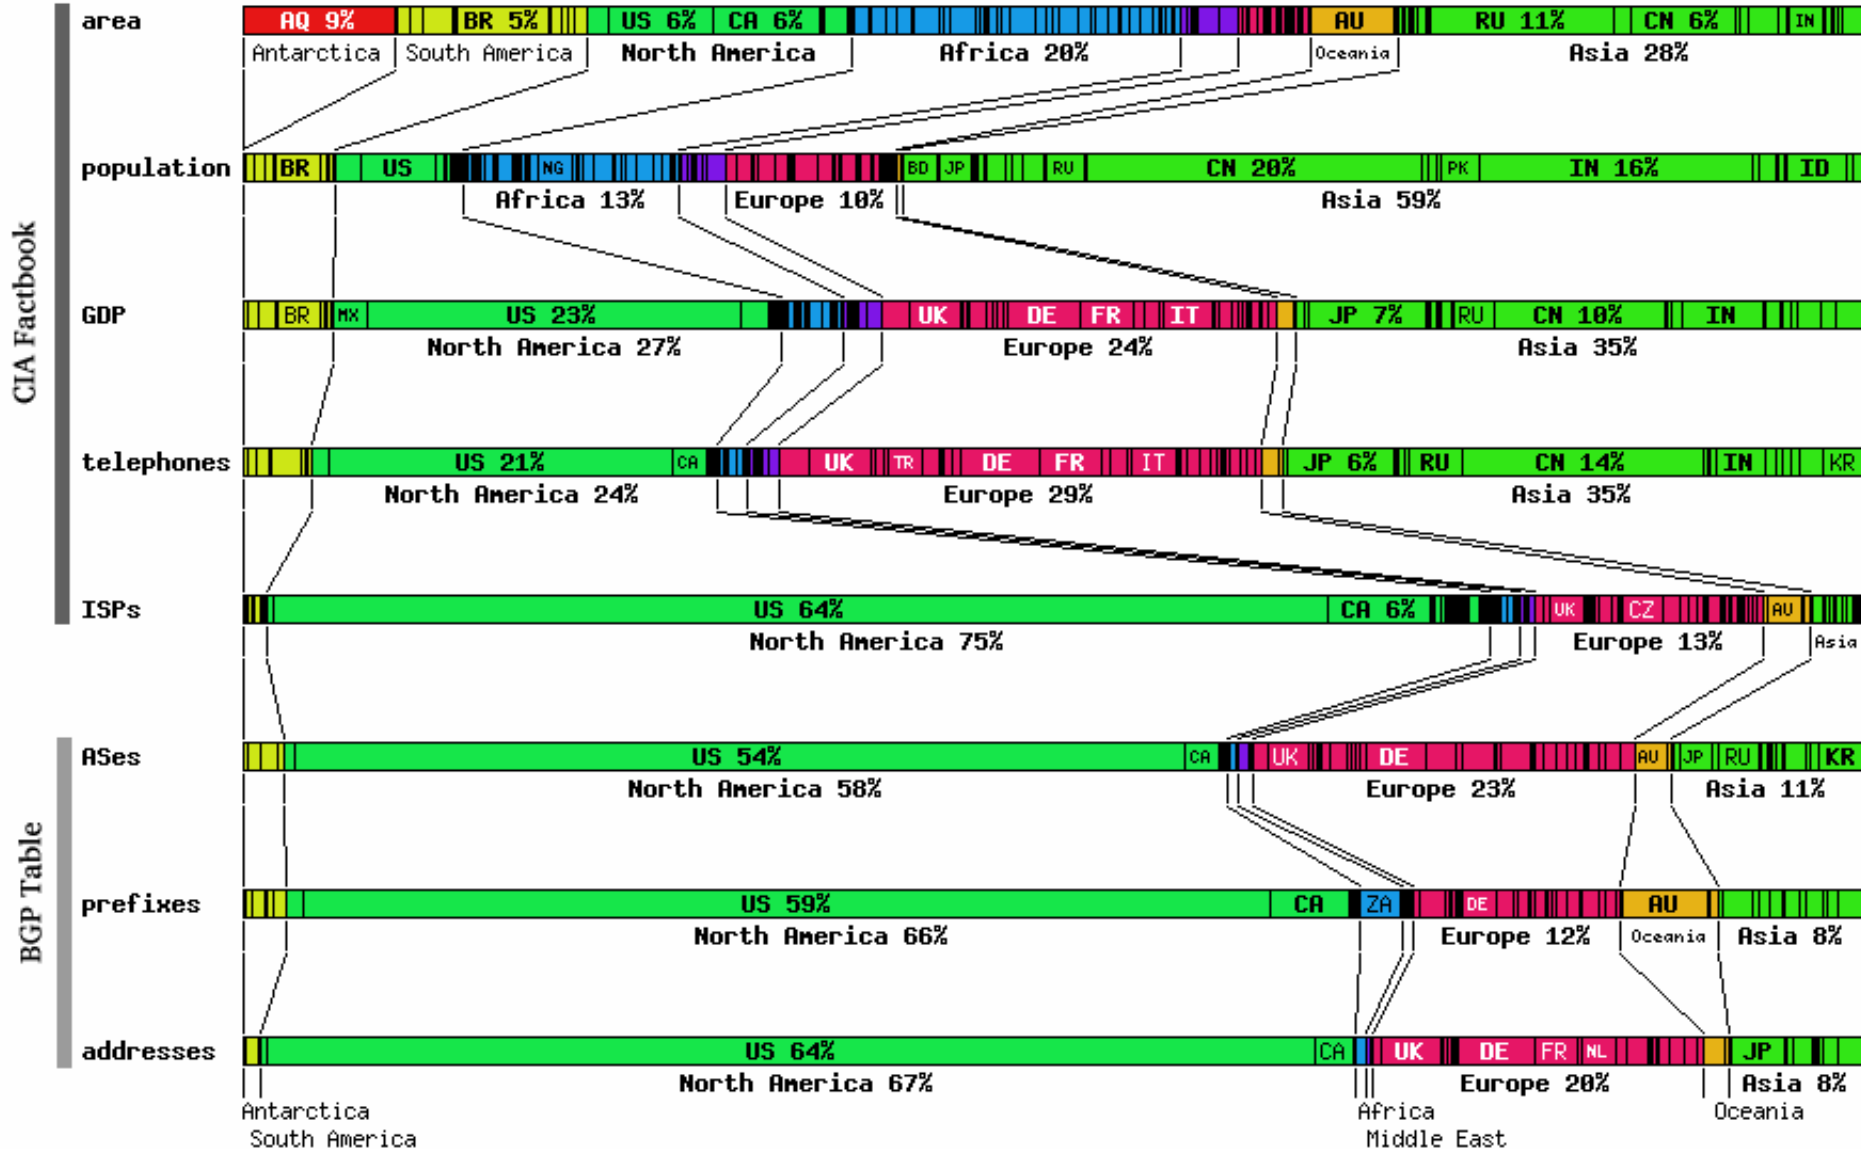 CIA Factbook
area
AQ 9% BR 5% US 6% CA 6% AU RU 11% CN 6% IN
Antarctica South America North America Africa 20% Oceania Asia 28%
population
BR US NG BD JP RU CN 20% PK IN 16% ID
Africa 13% Europe 10% Asia 59%
GDP
BR MX US 23% UK DE FR IT JP 7% RU CN 10% IN
North America 27% Europe 24% Asia 35%
telephones
US 21% CA UK TR DE FR IT JP 6% RU CN 14% IN KR
North America 24% Europe 29% Asia 35%
ISPs
US 64% CA 6% UK CZ AU
North America 75% Europe 13% Asia
BGP Table
ASes
US 54% CA UK DE AU JP RU KR
North America 58% Europe 23% Asia 11%
prefixes
US 59% CA ZA DE AU
North America 66% Europe 12% Oceania Asia 8%
addresses
US 64% CA UK DE FR NL JP
North America 67% Europe 20% Asia 8%
Antarctica Africa Oceania
South America Middle East